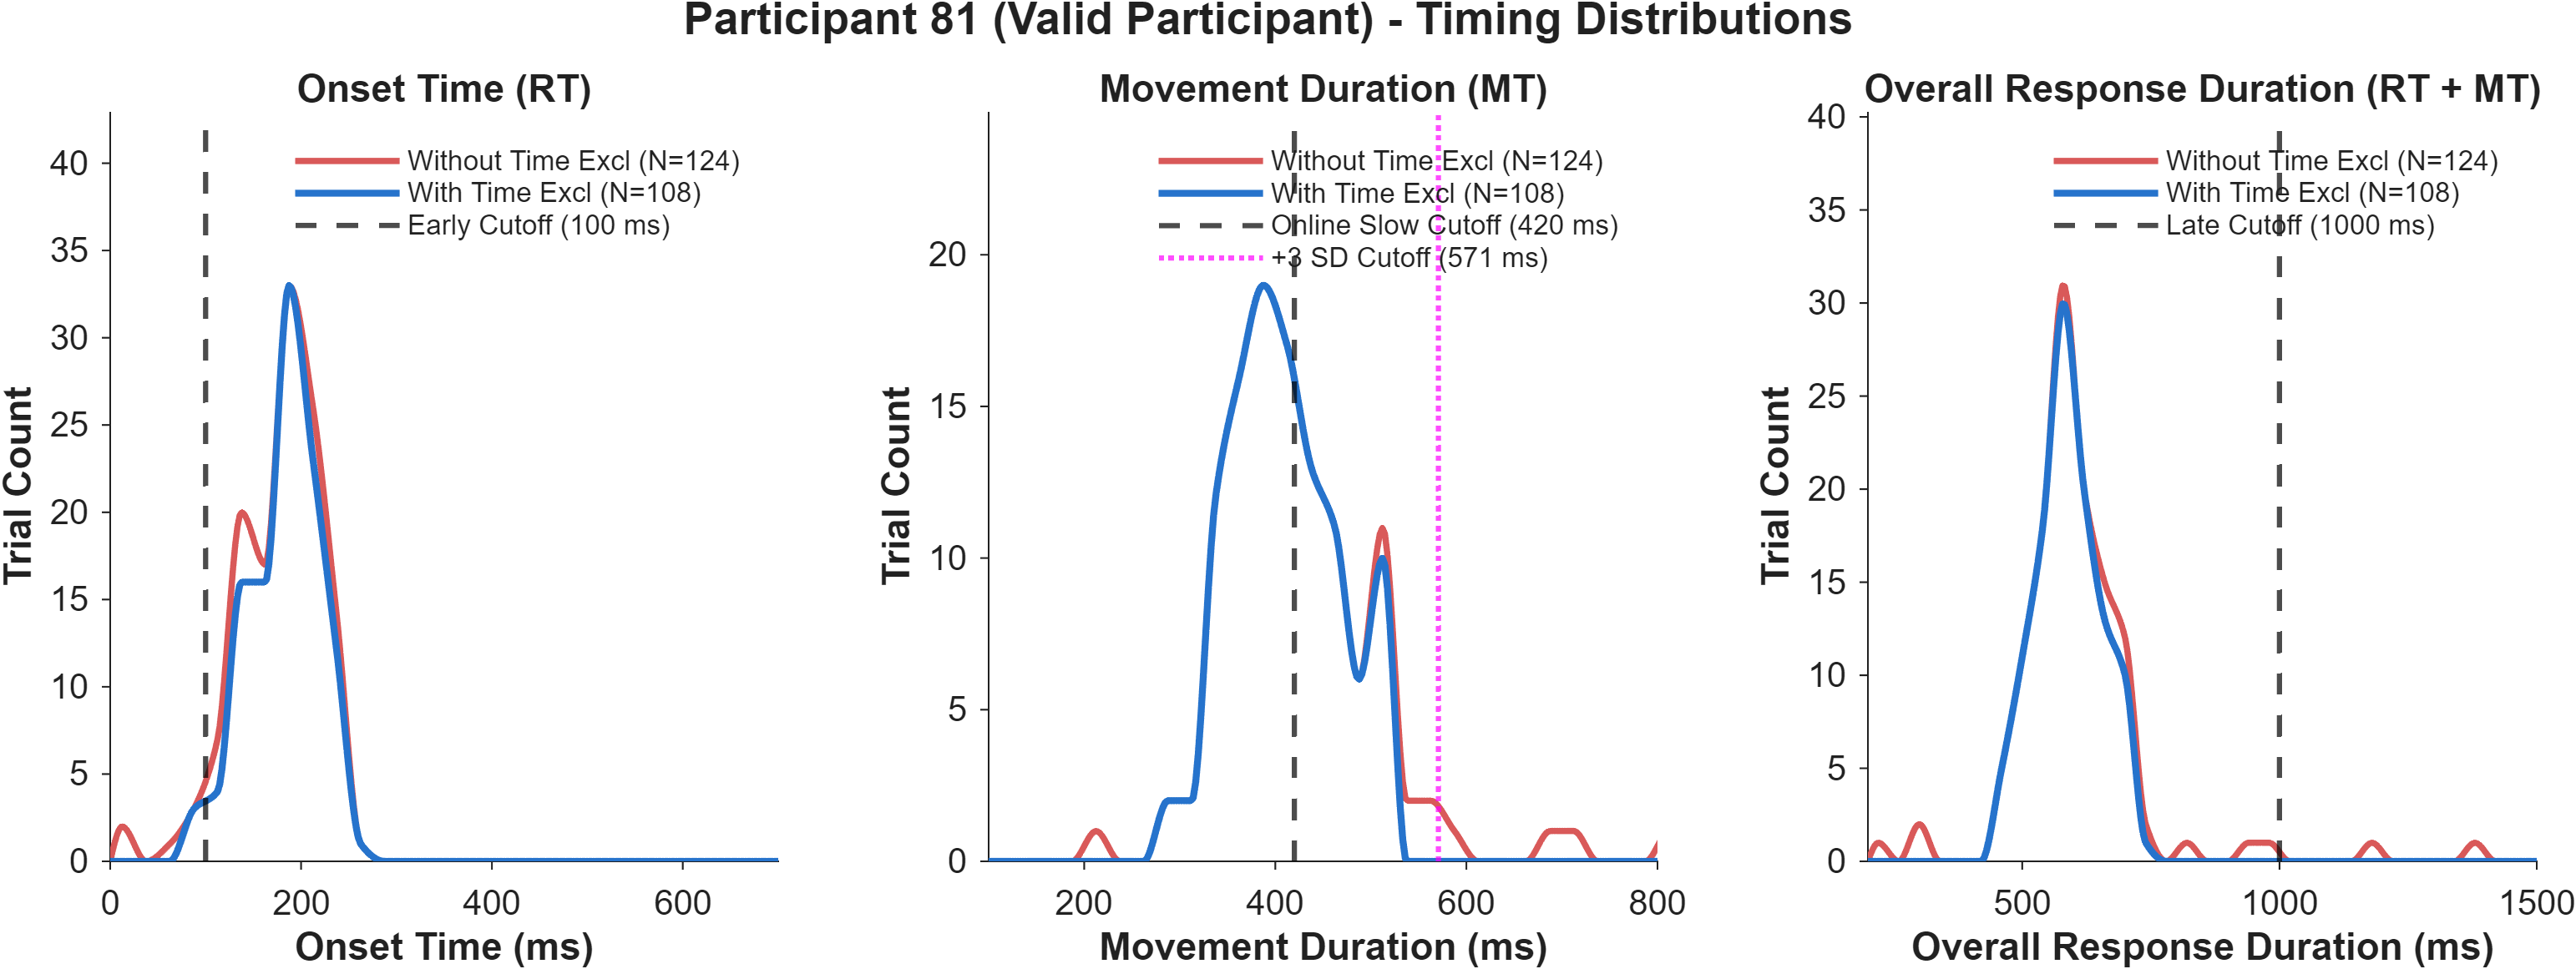 Participant 81 (Valid Participant) - Timing Distributions
Onset Time (RT)
40
35
30
25
20
15
10
5
0
Trial Count
Without Time Excl (N=124)
With Time Excl (N=108)
Early Cutoff (100 ms)
0 200 400 600
Onset Time (ms)
Movement Duration (MT)
20
15
10
5
0
Trial Count
Without Time Excl (N=124)
With Time Excl (N=108)
Online Slow Cutoff (420 ms)
+3 SD Cutoff (571 ms)
200 400 600 800
Movement Duration (ms)
Overall Response Duration (RT + MT)
40
35
30
25
20
15
10
5
0
Trial Count
Without Time Excl (N=124)
With Time Excl (N=108)
Late Cutoff (1000 ms)
500 1000 1500
Overall Response Duration (ms)